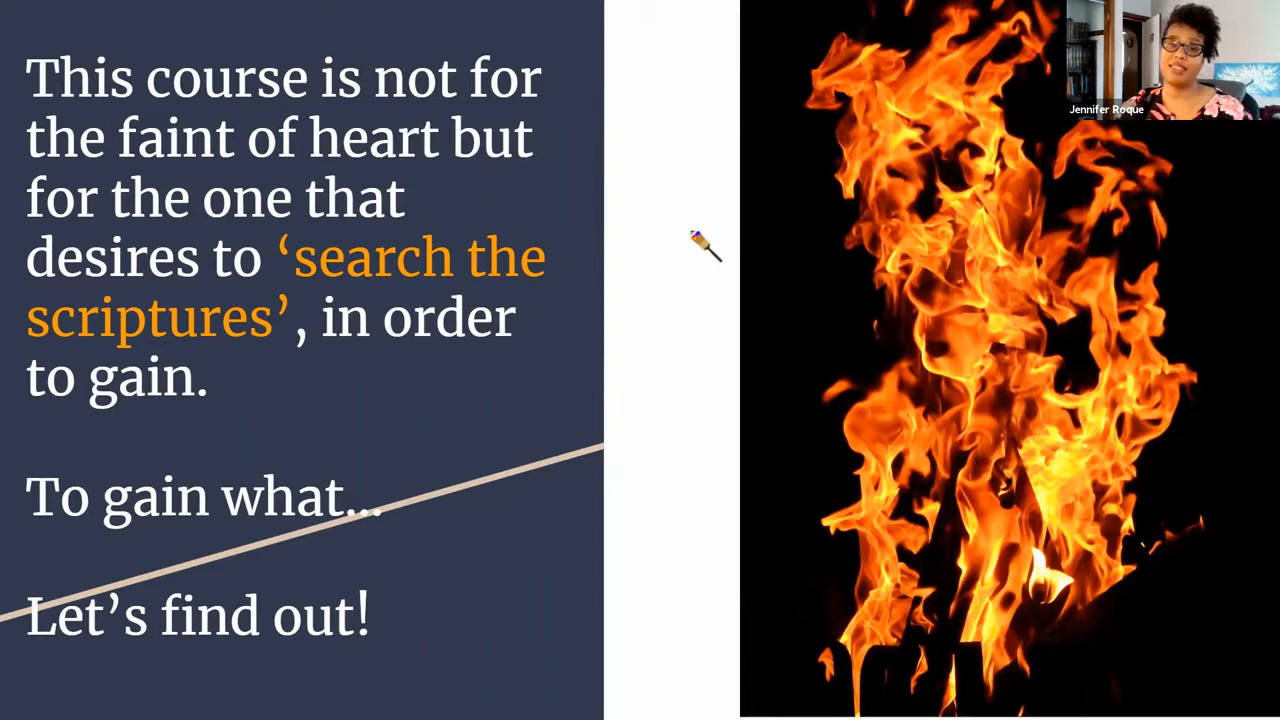 This course is not for
the faint of heart but
for the one that
desires to ‘search the
scriptures’, in order
to gain.
To gain what...
Let’s find out!
Jennifer Roque